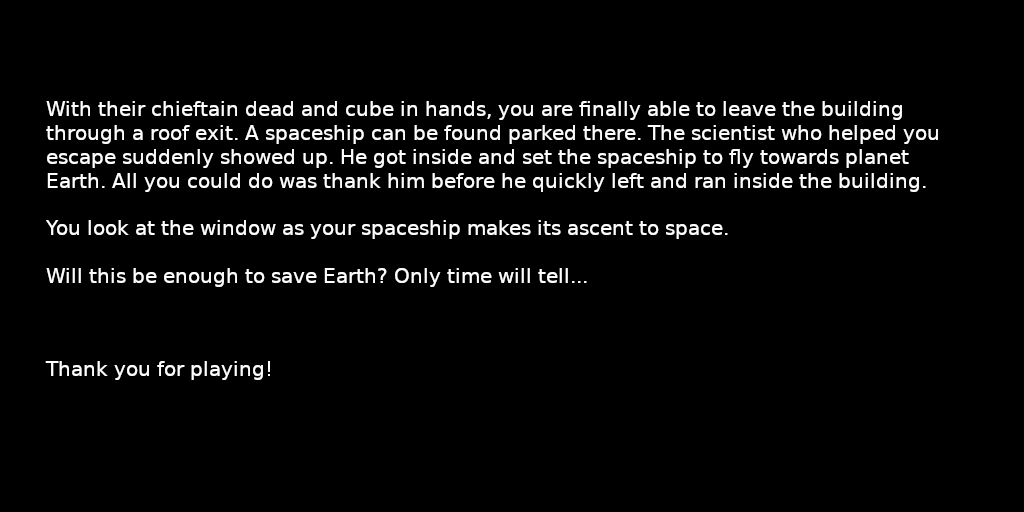 With their chieftain dead and cube in hands, you are finally able to leave the building
through a roof exit. A spaceship can be found parked there. The scientist who helped you
escape suddenly showed up. He got inside and set the spaceship to fly towards planet
Earth. All you could do was thank him before he quickly left and ran inside the building.
You look at the window as your spaceship makes its ascent to space.
Will this be enough to save Earth? Only time will tell...
Thank you for playing!